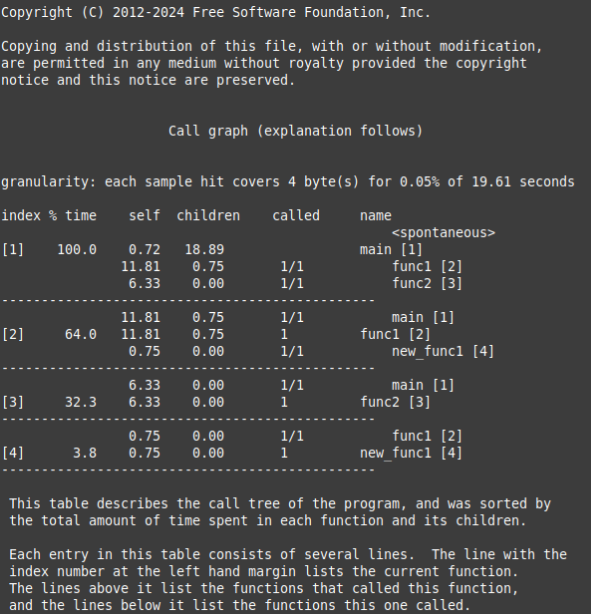 Copyright (C) 2012-2024 Free Software Foundation, Inc.

Copying and distribution of this file, with or without modification,
are permitted in any medium without royalty provided the copyright
notice and this notice are preserved.

                     Call graph (explanation follows)

granularity: each sample hit covers 4 byte(s) for 0.05% of 19.61 seconds

index % time    self  children    called     name
                                                 <spontaneous>
[1]    100.0    0.72   18.89                 main [1]
               11.81    0.75       1/1           func1 [2]
                6.33    0.00       1/1           func2 [3]
-----------------------------------------------
               11.81    0.75       1/1           main [1]
[2]     64.0   11.81    0.75       1         func1 [2]
                0.75    0.00       1/1           new_func1 [4]
-----------------------------------------------
                6.33    0.00       1/1           main [1]
[3]     32.3    6.33    0.00       1         func2 [3]
-----------------------------------------------
                0.75    0.00       1/1           func1 [2]
[4]      3.8    0.75    0.00       1         new_func1 [4]
-----------------------------------------------

 This table describes the call tree of the program, and was sorted by
 the total amount of time spent in each function and its children.

 Each entry in this table consists of several lines.  The line with the
 index number at the left hand margin lists the current function.
 The lines above it list the functions that called this function,
 and the lines below it list the functions this one called.